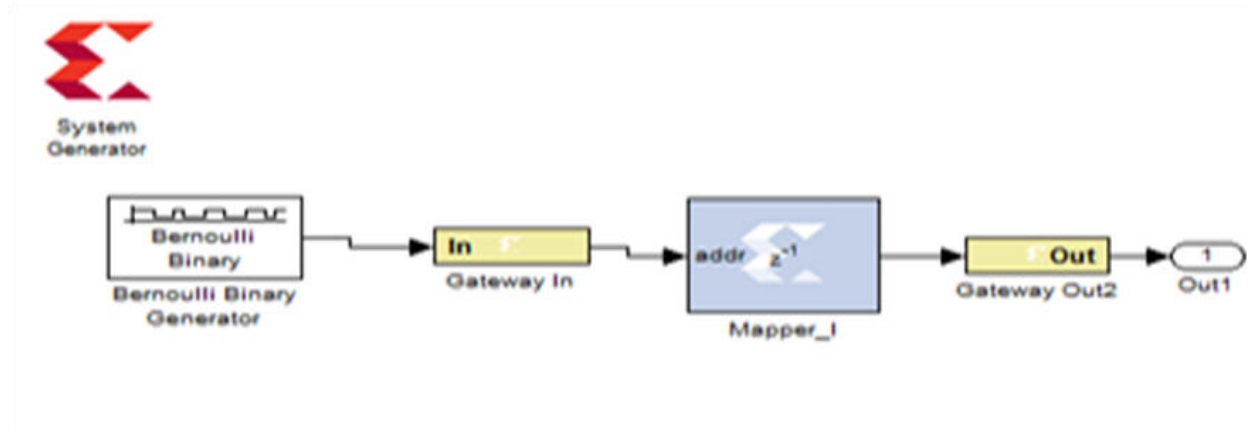 System
Generator
Bernoulli
Binary
Bernoulli Binary
Generator
In
Gateway In
addr z⁻¹
Mapper_I
Out
Gateway Out2
1
Out1